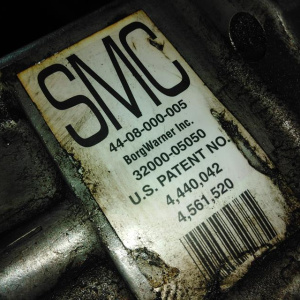 SMC
44-08-000-005
BorgWarner Inc.
32000-05050
U.S. PATENT NO.
4,440,042
4,561,520